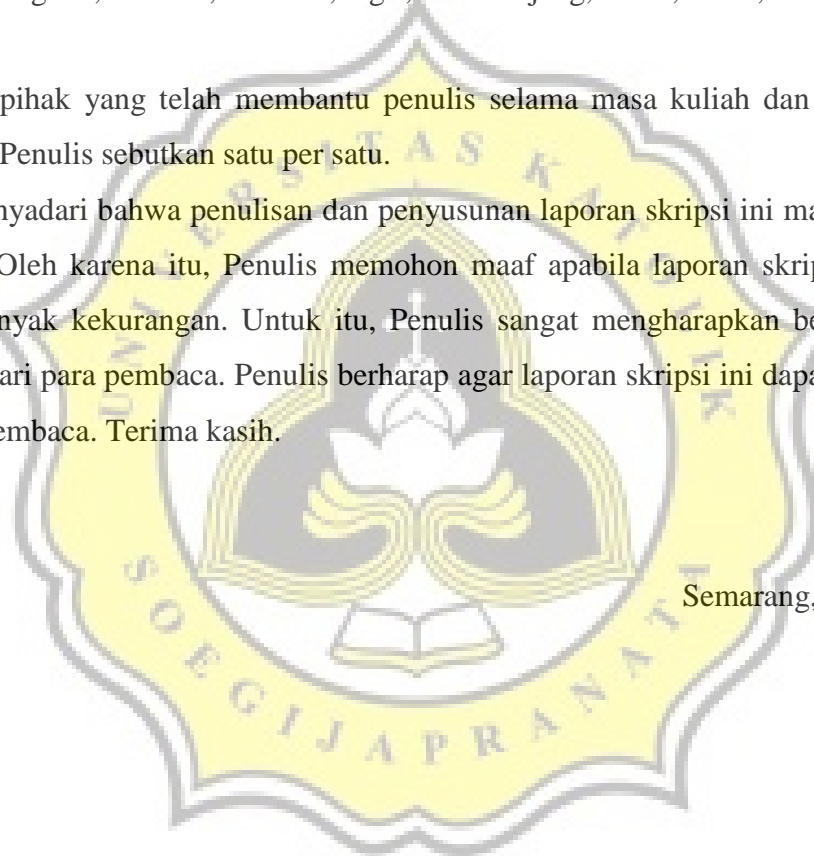 pihak yang telah membantu penulis selama masa kuliah dan
Penulis sebutkan satu per satu.
nyadari bahwa penulisan dan penyusunan laporan skripsi ini ma
Oleh karena itu, Penulis memohon maaf apabila laporan skrip
nyak kekurangan. Untuk itu, Penulis sangat mengharapkan be
ari para pembaca. Penulis berharap agar laporan skripsi ini dapa
embaca. Terima kasih.
Semarang,
UNIVERSITAS KATOLIK
SOEGIJAPRANATA